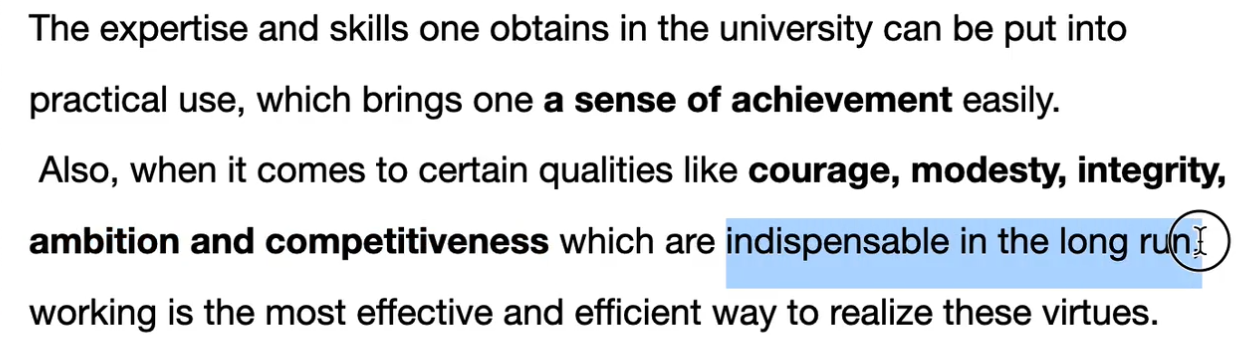 The expertise and skills one obtains in the university can be put into
practical use, which brings one a sense of achievement easily.
Also, when it comes to certain qualities like courage, modesty, integrity,
ambition and competitiveness which are indispensable in the long run
working is the most effective and efficient way to realize these virtues.